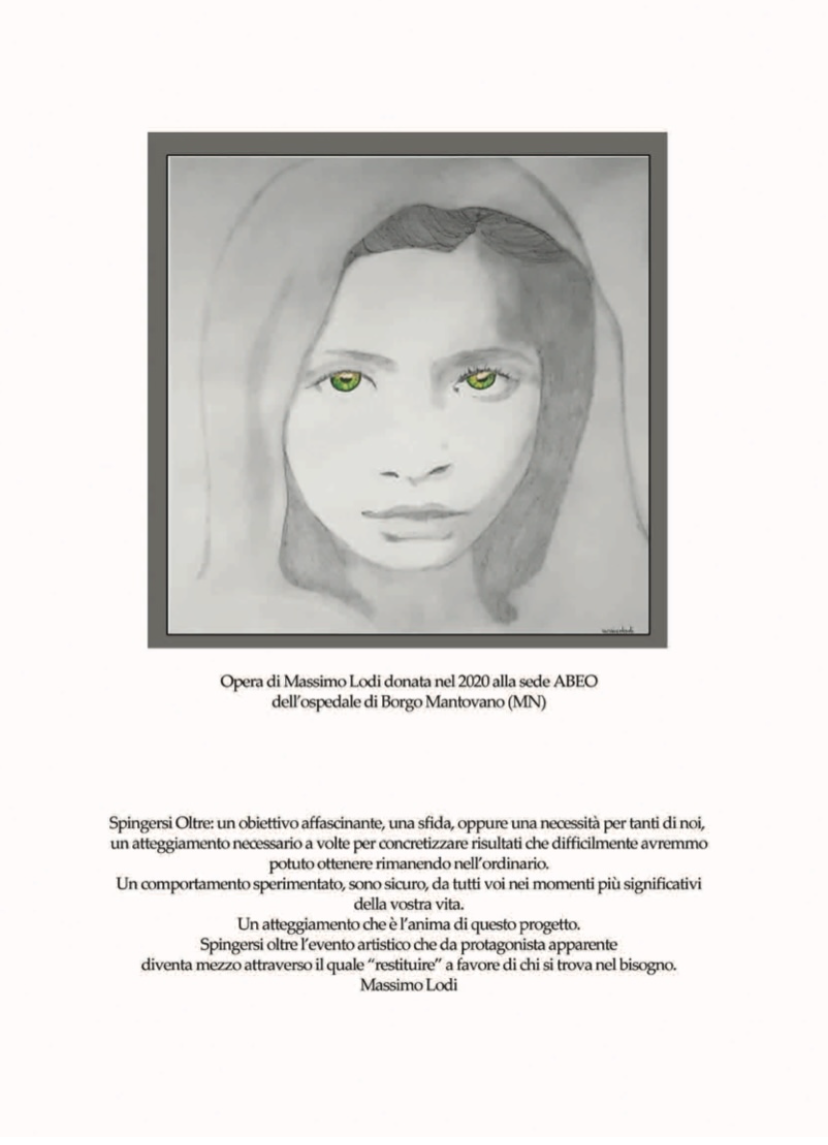 Opera di Massimo Lodi donata nel 2020 alla sede ABEO
dell'ospedale di Borgo Mantovano (MN)
Spingersi Oltre: un obiettivo affascinante, una sfida, oppure una necessità per tanti di noi,
un atteggiamento necessario a volte per concretizzare risultati che difficilmente avremmo
potuto ottenere rimanendo nell'ordinario.
Un comportamento sperimentato, sono sicuro, da tutti voi nei momenti più significativi
della vostra vita.
Un atteggiamento che è l'anima di questo progetto.
Spingersi oltre l'evento artistico che da protagonista apparente
diventa mezzo attraverso il quale “restituire” a favore di chi si trova nel bisogno.
Massimo Lodi